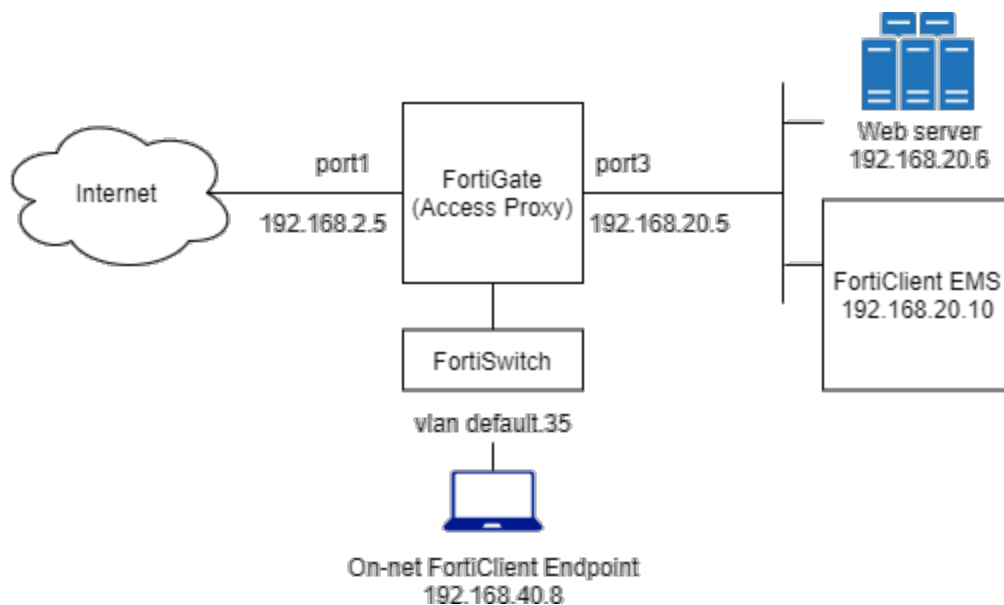 Web server
192.168.20.6
port1
FortiGate
(Access Proxy)
port3
Internet
192.168.2.5
192.168.20.5
FortiClient EMS
192.168.20.10
FortiSwitch
vlan default.35
On-net FortiClient Endpoint
192.168.40.8